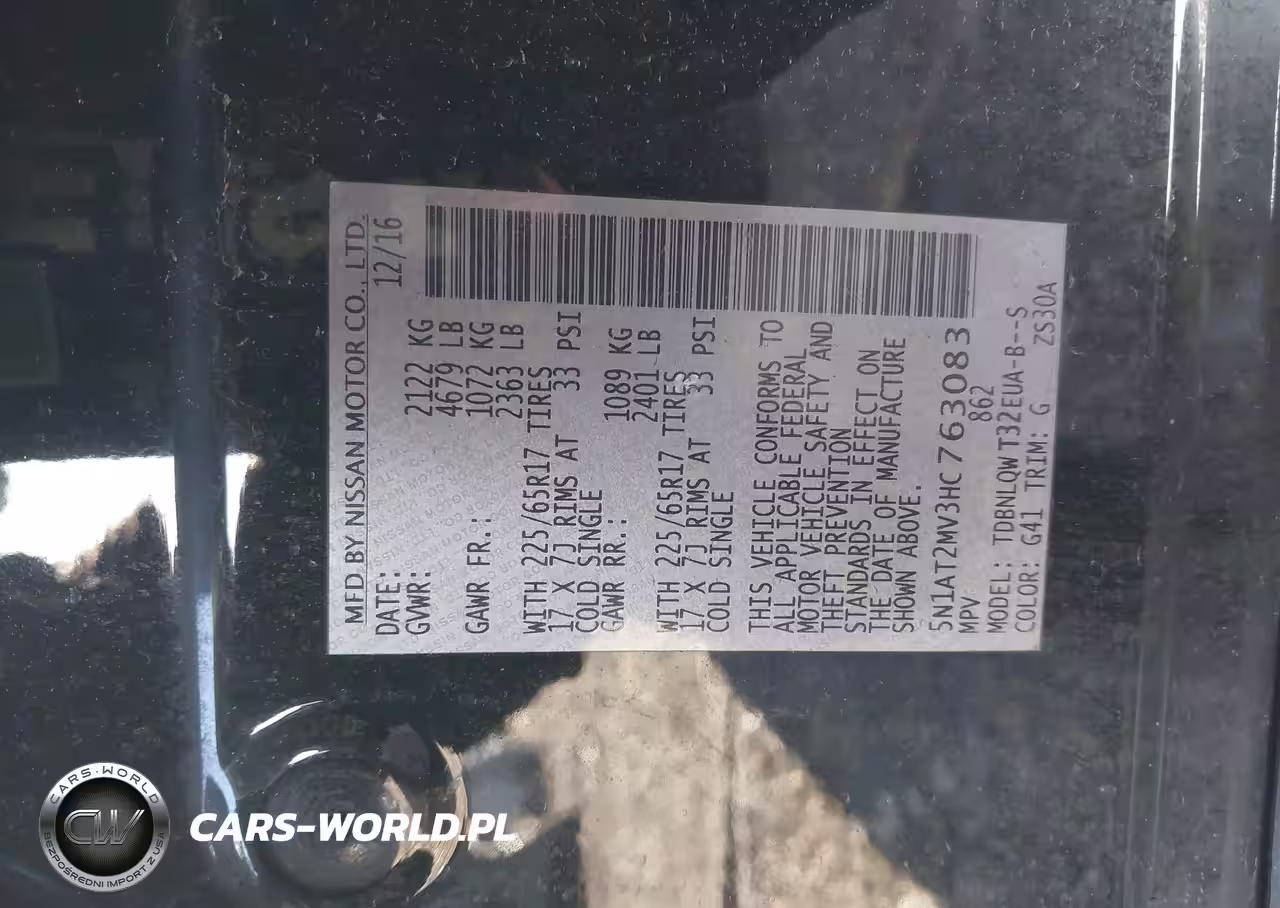 MFD BY NISSAN MOTOR CO., LTD.
DATE: 12/16
GVWR: 2122 KG
4679 LB
GAWR FR.: 1072 KG
2363 LB
WITH 225/65R17 TIRES
17 X 7J RIMS AT 33 PSI
COLD SINGLE
GAWR RR.: 1089 KG
2401 LB
WITH 225/65R17 TIRES
17 X 7J RIMS AT 33 PSI
COLD SINGLE
THIS VEHICLE CONFORMS TO
ALL APPLICABLE FEDERAL
MOTOR VEHICLE SAFETY AND
THEFT PREVENTION
STANDARDS IN EFFECT ON
THE DATE OF MANUFACTURE
SHOWN ABOVE.
5N1AT2MV3HC763083
MPV 862
MODEL: TDBNLQWT32EUA-B--S
COLOR: G41 TRIM: G ZS30A
CARS-WORLD
CW
BEZPOŚREDNI IMPORT Z USA
CARS-WORLD.PL